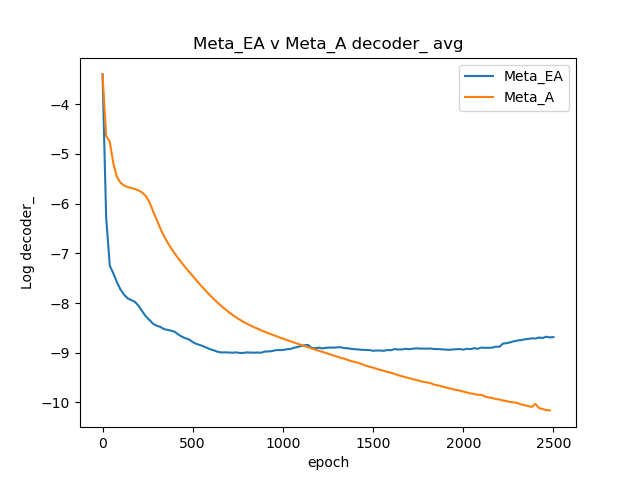 Meta_EA v Meta_A decoder_ avg
Meta_EA
Meta_A
Log decoder_
−4
−5
−6
−7
−8
−9
−10
0 500 1000 1500 2000 2500
epoch